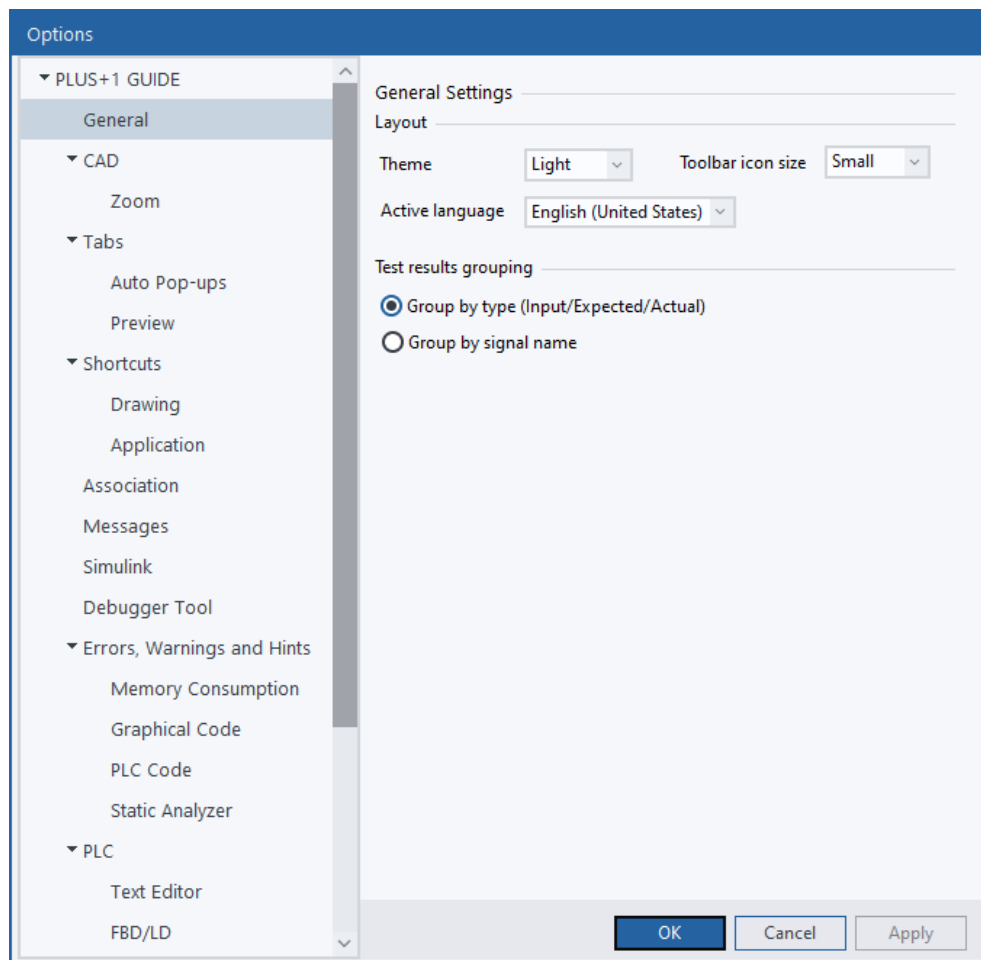 Options
PLUS+1 GUIDE
General
CAD
Zoom
Tabs
Auto Pop-ups
Preview
Shortcuts
Drawing
Application
Association
Messages
Simulink
Debugger Tool
Errors, Warnings and Hints
Memory Consumption
Graphical Code
PLC Code
Static Analyzer
PLC
Text Editor
FBD/LD
General Settings
Layout
Theme Light Toolbar icon size Small
Active language English (United States)
Test results grouping
Group by type (Input/Expected/Actual)
Group by signal name
OK Cancel Apply